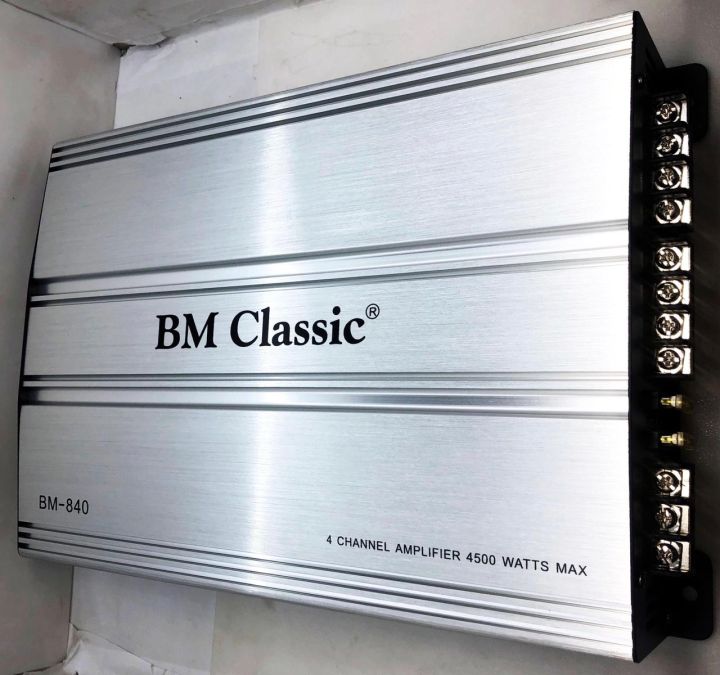 BM Classic®
BM-840
4 CHANNEL AMPLIFIER 4500 WATTS MAX